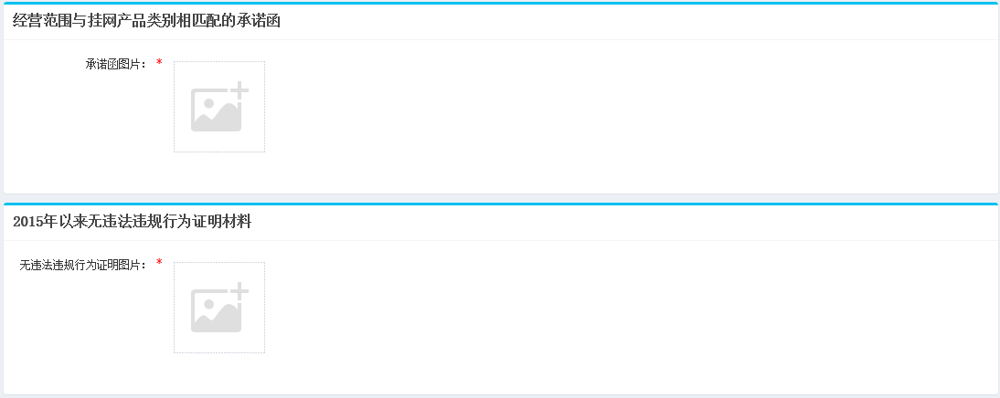 经营范围与挂网产品类别相匹配的承诺函
承诺函图片： *
2015年以来无违法违规行为证明材料
无违法违规行为证明图片： *